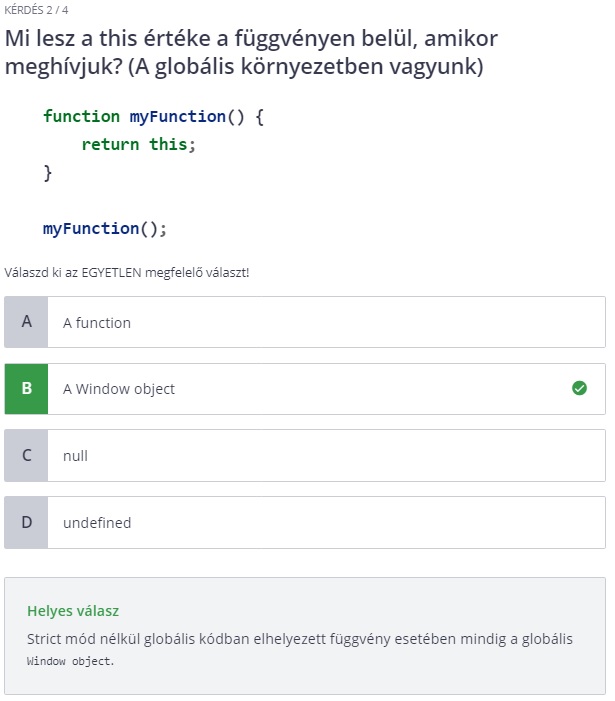 KÉRDÉS 2 / 4
Mi lesz a this értéke a függvényen belül, amikor
meghívjuk? (A globális környezetben vagyunk)
function myFunction() {
    return this;
}
myFunction();
Válaszd ki az EGYETLEN megfelelő választ!
A A function
B A Window object
C null
D undefined
Helyes válasz
Strict mód nélkül globális kódban elhelyezett függvény esetében mindig a globális
Window object.